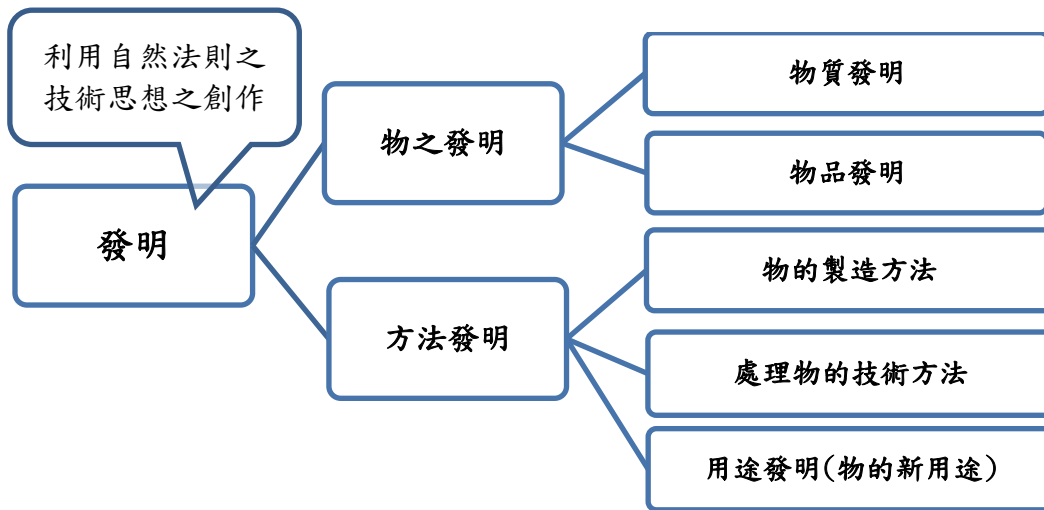 利用自然法則之
技術思想之創作
發明
物之發明
物質發明
物品發明
方法發明
物的製造方法
處理物的技術方法
用途發明(物的新用途)